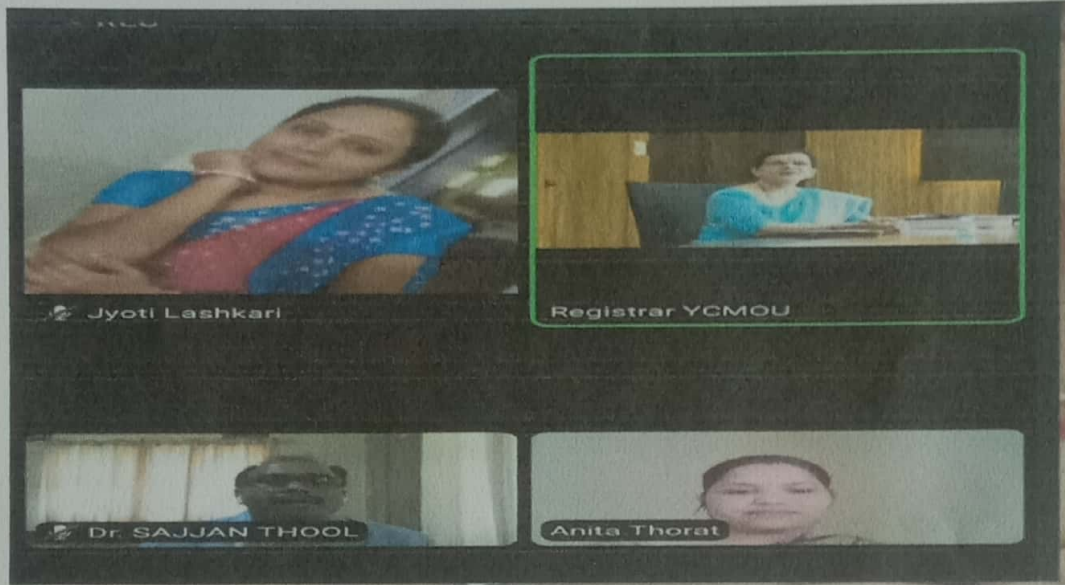 Jyoti Lashkari
Registrar YCMOU
Dr. SAJJAN THOOL
Anita Thorat